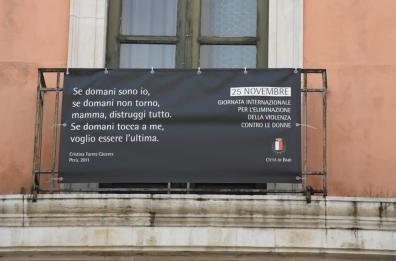 Se domani sono io,
se domani non torno,
mamma, distruggi tutto.
Se domani tocca a me,
voglio essere l'ultima.
Cristina Torres Cáceres
Perù, 2011
25 NOVEMBRE
GIORNATA INTERNAZIONALE
PER L'ELIMINAZIONE
DELLA VIOLENZA
CONTRO LE DONNE
CITTÀ DI BARI